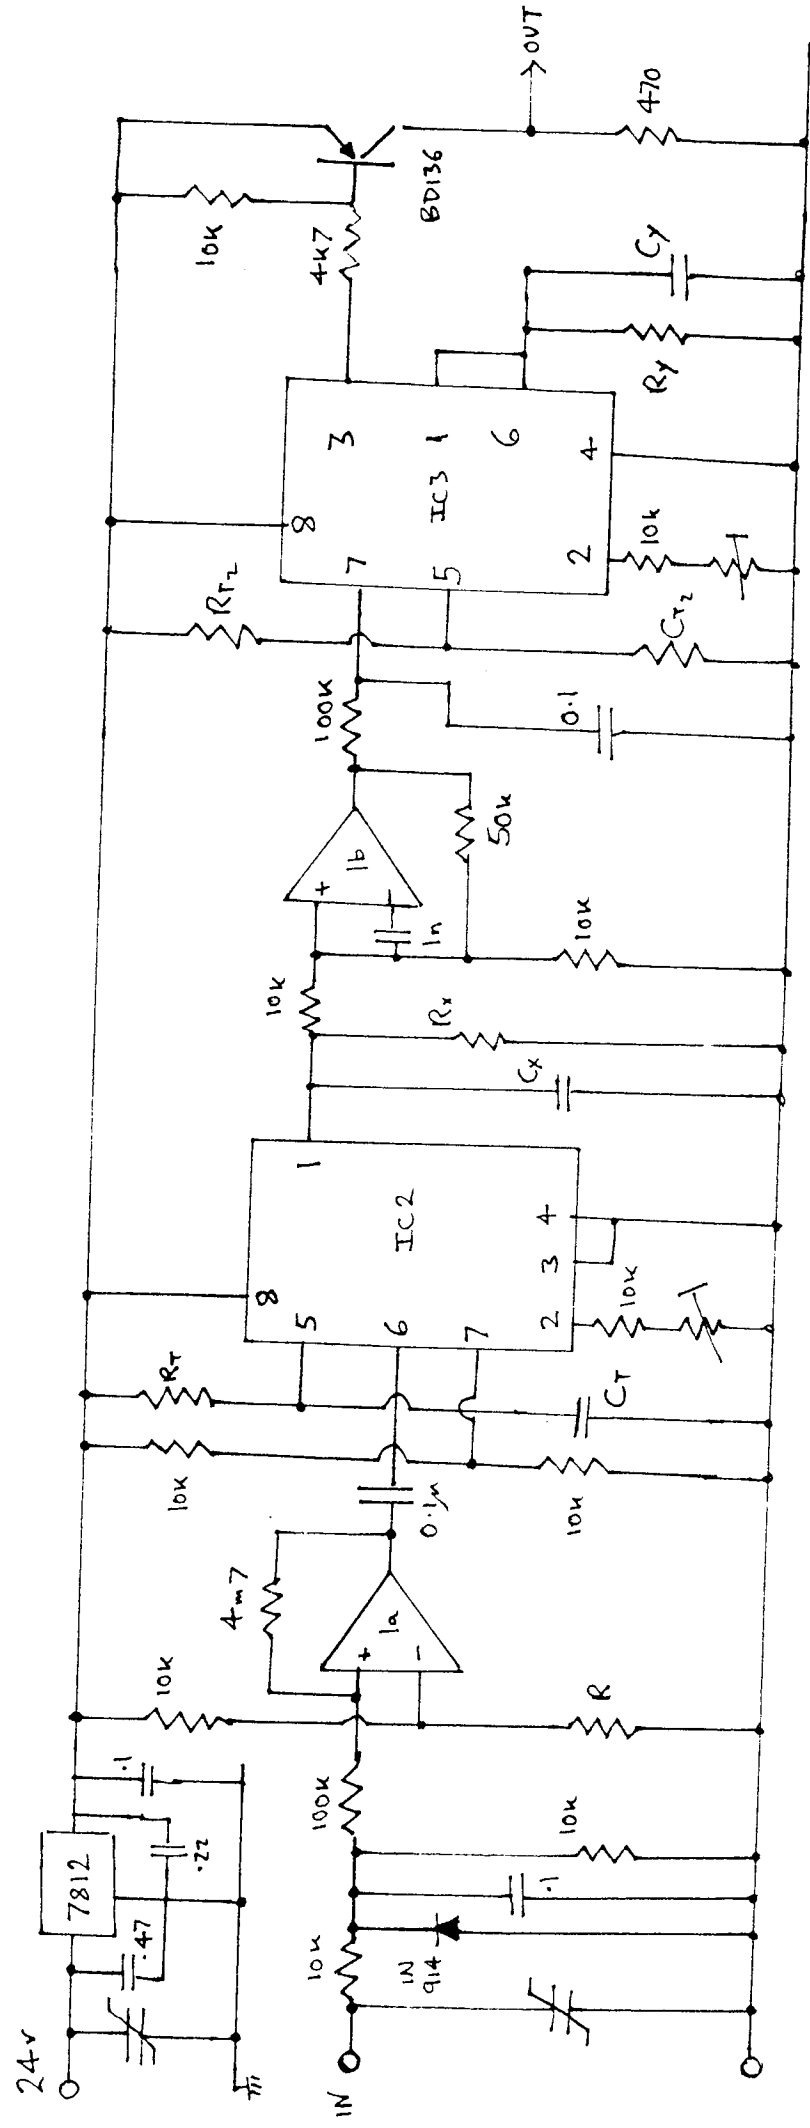 24v
7812
.47
.22
.1
IN
10k
IN
914
.1
10k
100k
10k
R
4m7
+
-
1a
0.1µ
10k
10k
RT
CT
8
5
6
7
2
3
4
1
IC2
10k
Cx
Rx
10k
1n
+
1b
10k
50k
100k
0.1
RT2
CT2
8
7
5
2
4
3
1
6
IC3
10k
Ry
Cy
4k7
10k
BD136
OUT
470